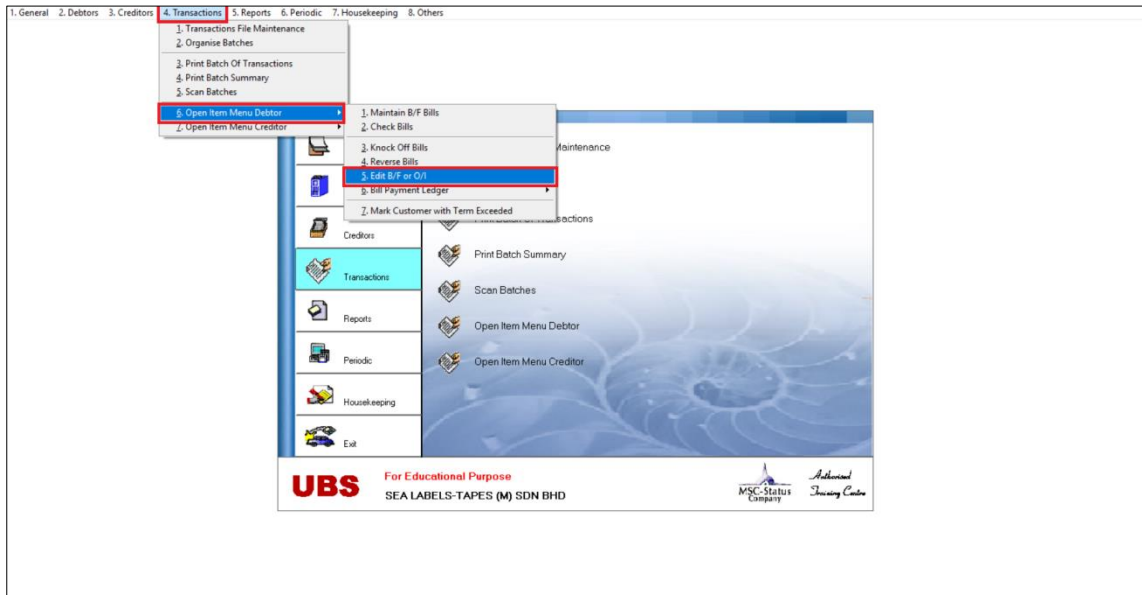 1. General 2. Debtors 3. Creditors 4. Transactions 5. Reports 6. Periodic 7. Housekeeping 8. Others
1. Transactions File Maintenance
2. Organise Batches
3. Print Batch Of Transactions
4. Print Batch Summary
5. Scan Batches
6. Open Item Menu Debtor
7. Open Item Menu Creditor
1. Maintain B/F Bills
2. Check Bills
3. Knock Off Bills
4. Reverse Bills
5. Edit B/F or O/I
6. Bill Payment Ledger
7. Mark Customer with Term Exceeded
Maintenance
Creditors
Transactions
Reports
Periodic
Housekeeping
Exit
Print Batch Summary
Scan Batches
Open Item Menu Debtor
Open Item Menu Creditor
UBS
For Educational Purpose
SEA LABELS-TAPES (M) SDN BHD
MSC-Status
Company
Authorised
Training Centre